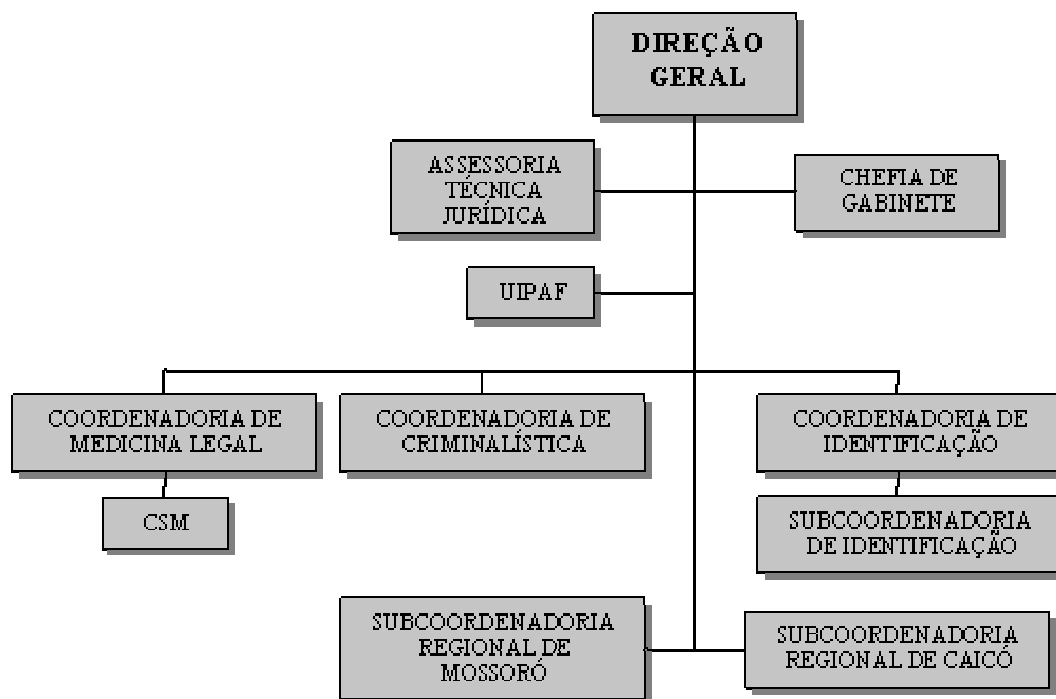 DIREÇÃO
GERAL
ASSESSORIA
TÉCNICA
JURÍDICA
CHEFIA DE
GABINETE
UIPAF
COORDENADORIA DE
MEDICINA LEGAL
COORDENADORIA DE
CRIMINALÍSTICA
COORDENADORIA DE
IDENTIFICAÇÃO
CSM
SUBCOORDENADORIA
DE IDENTIFICAÇÃO
SUBCOORDENADORIA
REGIONAL DE
MOSSORÓ
SUBCOORDENADORIA
REGIONAL DE CAICÓ